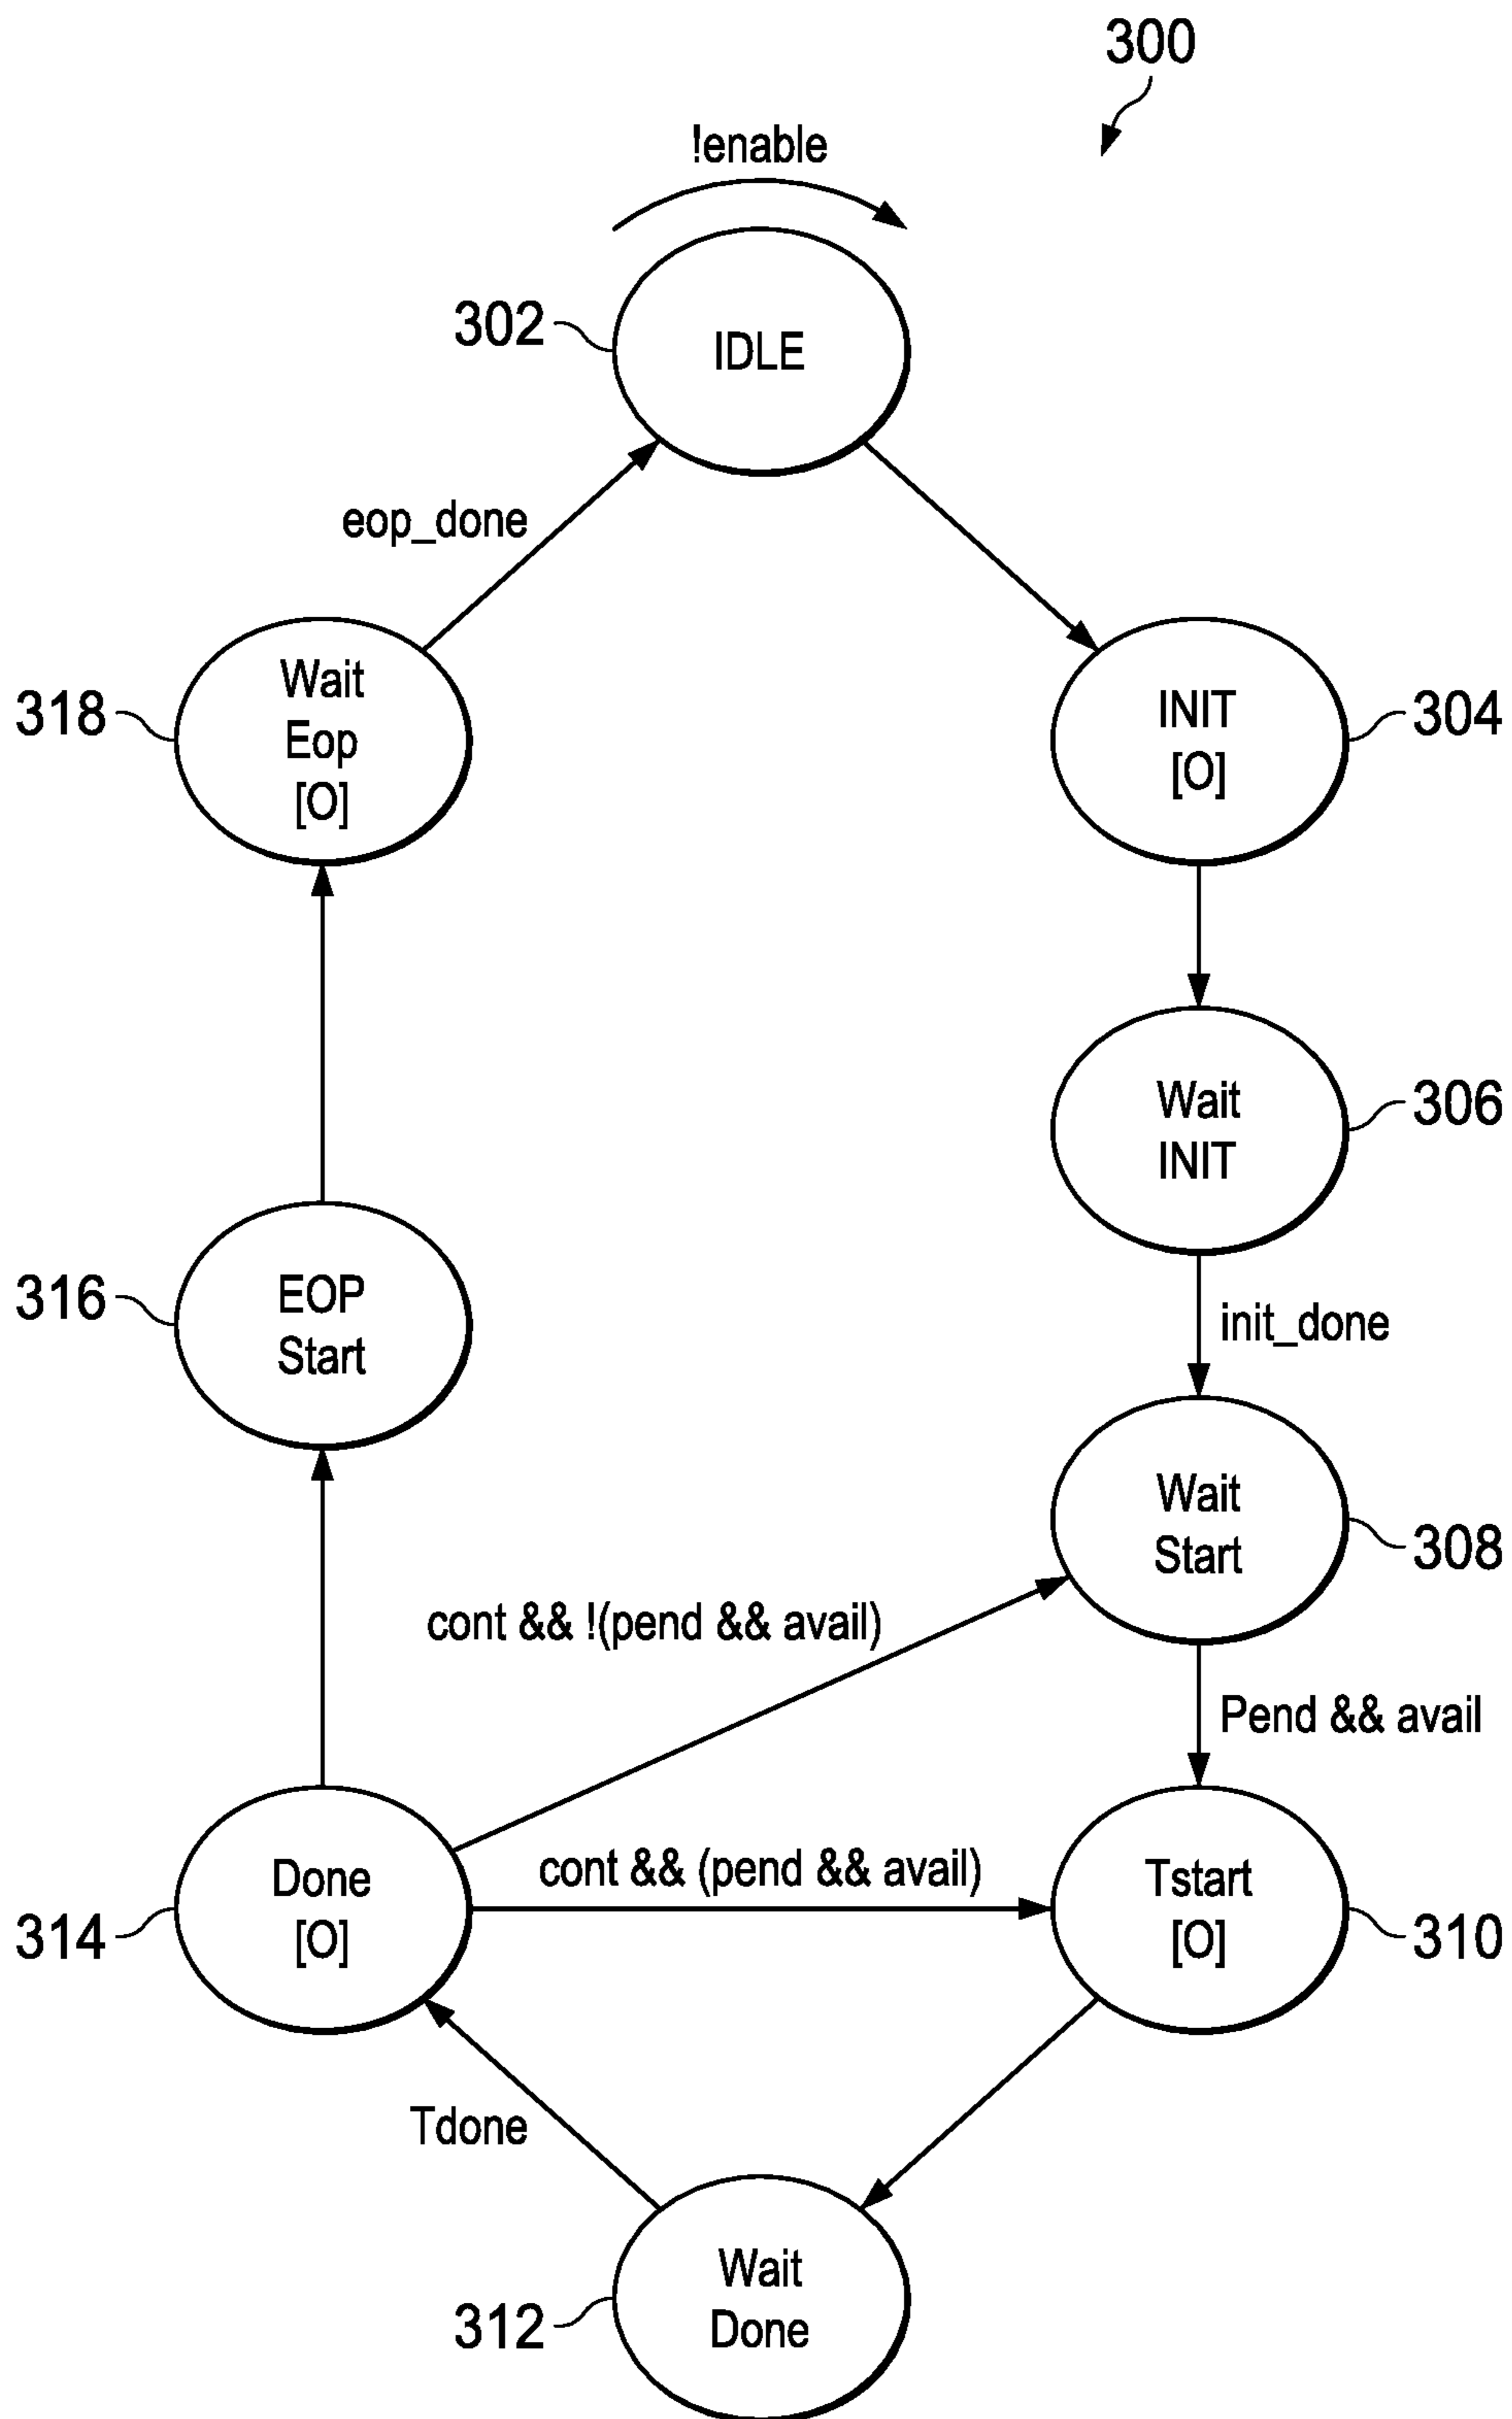 300
!enable
302
IDLE
eop_done
318
Wait
Eop
[O]
INIT
[O]
304
Wait
INIT
306
316
EOP
Start
init_done
Wait
Start
308
cont && !(pend && avail)
Pend && avail
314
Done
[O]
cont && (pend && avail)
Tstart
[O]
310
Tdone
312
Wait
Done